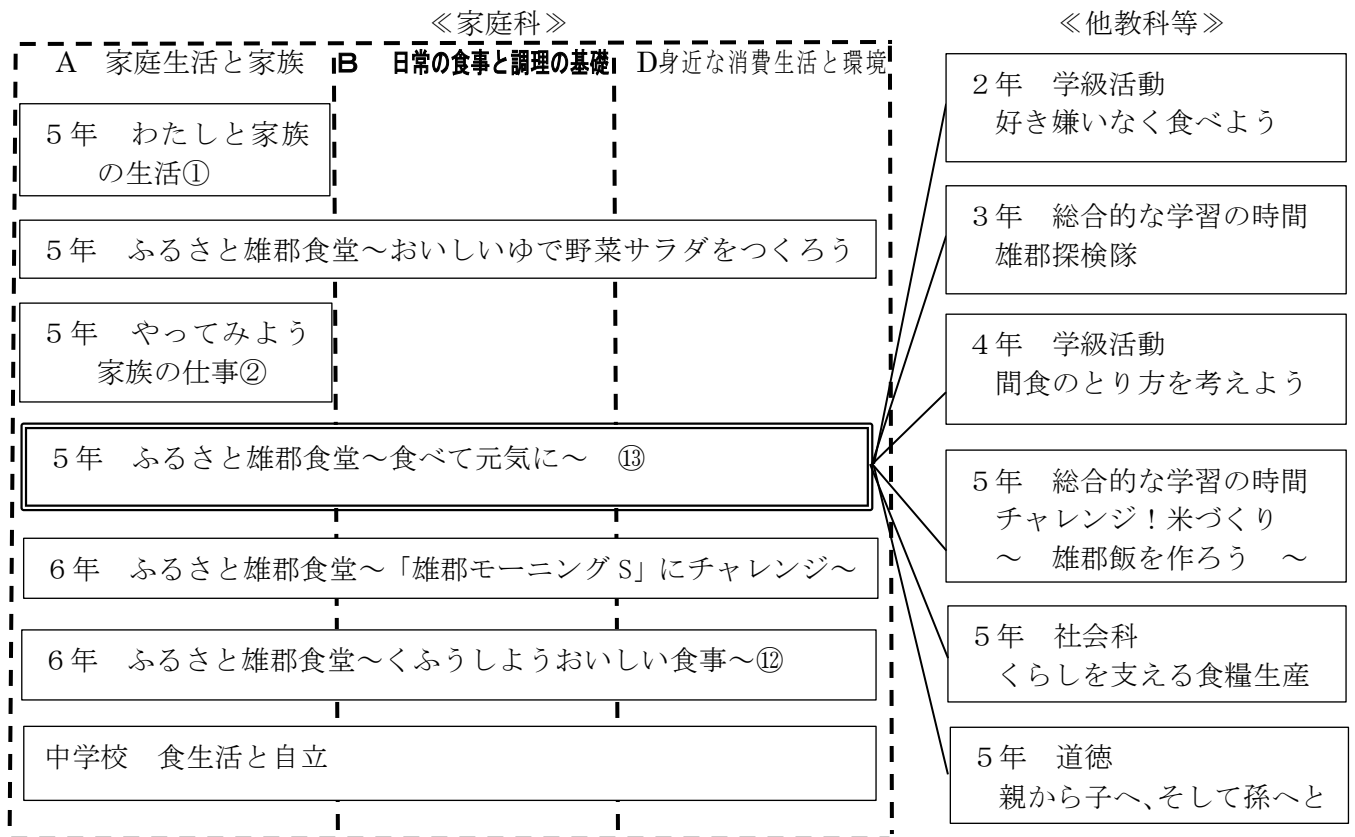 ≪家庭科≫
A　家庭生活と家族
B　日常の食事と調理の基礎
D身近な消費生活と環境
５年　わたしと家族
の生活①
５年　ふるさと雄郡食堂～おいしいゆで野菜サラダをつくろう
５年　やってみよう
家族の仕事②
５年　ふるさと雄郡食堂～食べて元気に～　⑬
６年　ふるさと雄郡食堂～「雄郡モーニングS」にチャレンジ～
６年　ふるさと雄郡食堂～くふうしようおいしい食事～⑫
中学校　食生活と自立
≪他教科等≫
２年　学級活動
好き嫌いなく食べよう
３年　総合的な学習の時間
雄郡探検隊
４年　学級活動
間食のとり方を考えよう
５年　総合的な学習の時間
チャレンジ！米づくり
～　雄郡飯を作ろう　～
５年　社会科
くらしを支える食糧生産
５年　道徳
親から子へ、そして孫へと